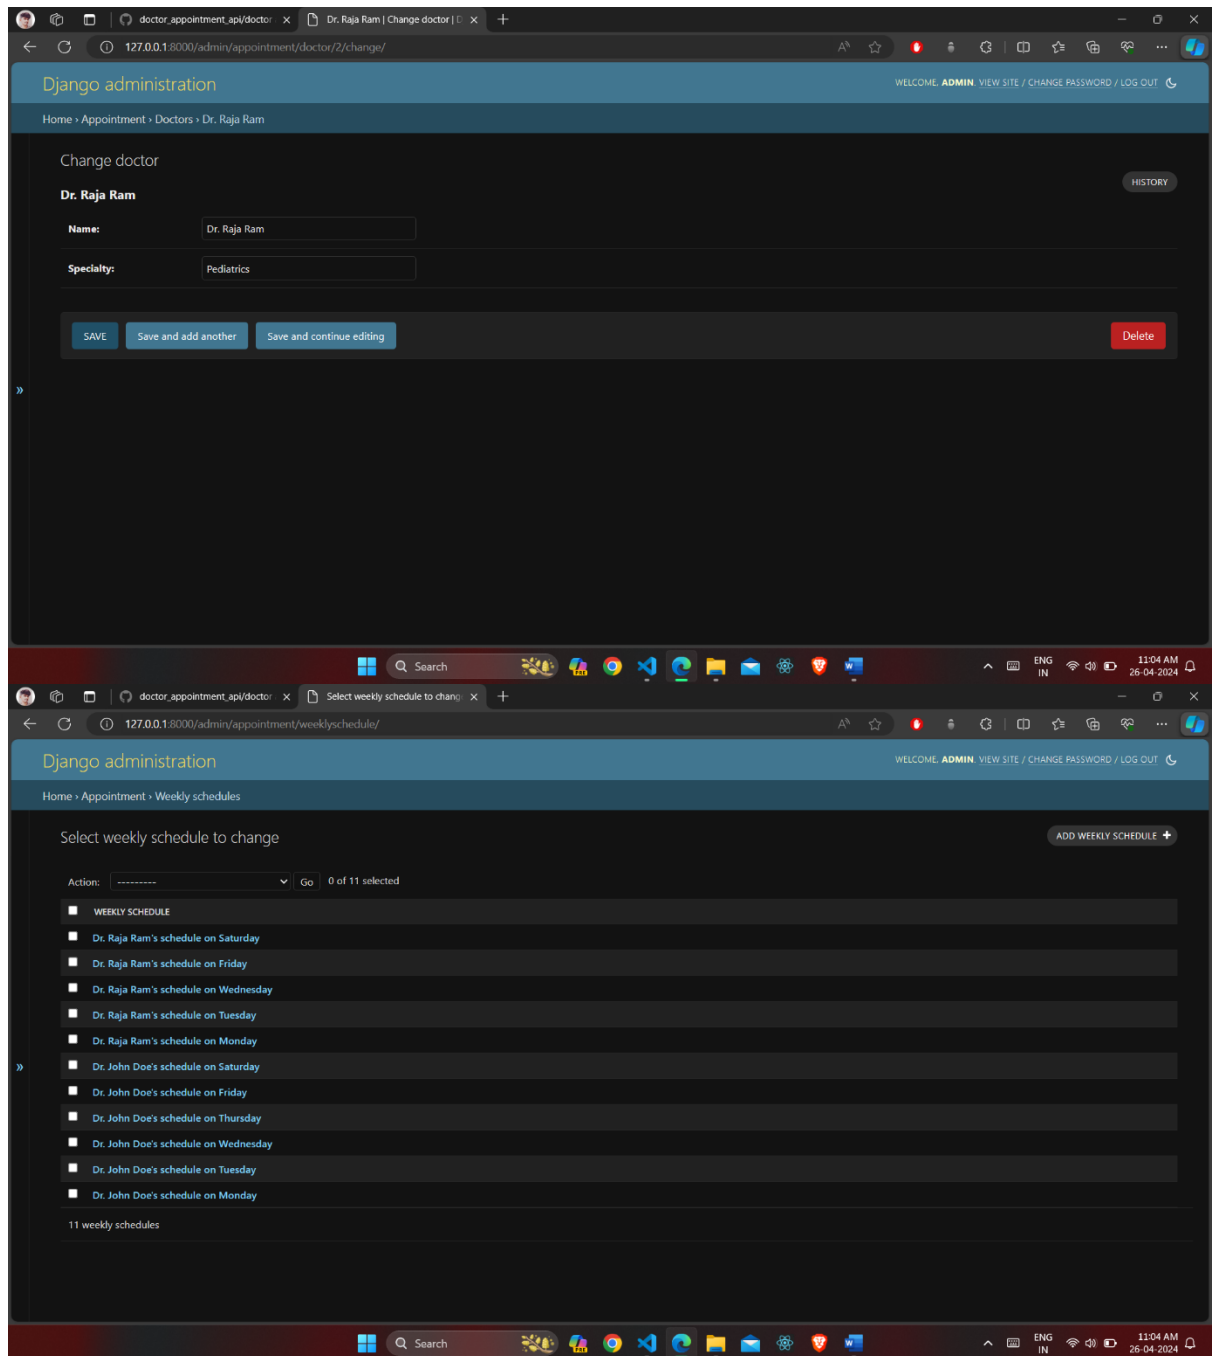 doctor_appointment_api/doctor
Dr. Raja Ram | Change doctor | D
127.0.0.1:8000/admin/appointment/doctor/2/change/
Django administration
WELCOME, ADMIN. VIEW SITE / CHANGE PASSWORD / LOG OUT
Home › Appointment › Doctors › Dr. Raja Ram
Change doctor
HISTORY
Dr. Raja Ram
Name: Dr. Raja Ram
Specialty: Pediatrics
SAVE Save and add another Save and continue editing Delete
»
Search
ENG 11:04 AM
IN 26-04-2024
doctor_appointment_api/doctor
Select weekly schedule to chang
127.0.0.1:8000/admin/appointment/weeklyschedule/
Django administration
WELCOME, ADMIN. VIEW SITE / CHANGE PASSWORD / LOG OUT
Home › Appointment › Weekly schedules
Select weekly schedule to change
ADD WEEKLY SCHEDULE +
Action: --------- Go 0 of 11 selected
WEEKLY SCHEDULE
Dr. Raja Ram's schedule on Saturday
Dr. Raja Ram's schedule on Friday
Dr. Raja Ram's schedule on Wednesday
Dr. Raja Ram's schedule on Tuesday
Dr. Raja Ram's schedule on Monday
» Dr. John Doe's schedule on Saturday
Dr. John Doe's schedule on Friday
Dr. John Doe's schedule on Thursday
Dr. John Doe's schedule on Wednesday
Dr. John Doe's schedule on Tuesday
Dr. John Doe's schedule on Monday
11 weekly schedules
Search
ENG 11:04 AM
IN 26-04-2024